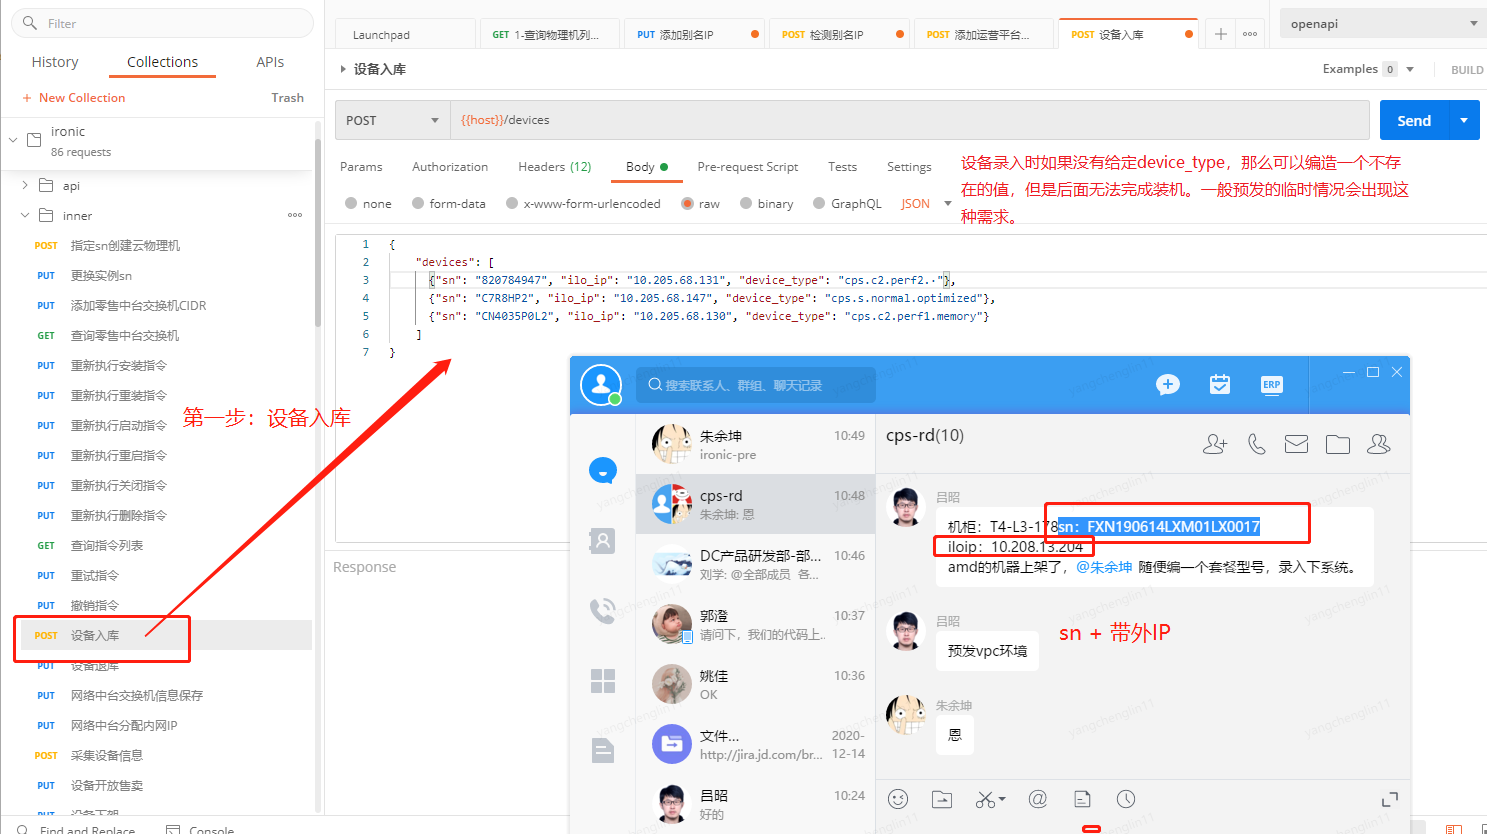 Filter
History
Collections
APIs
+ New Collection
Trash
ironic
86 requests
api
inner
POST 指定sn创建云物理机
PUT 更换实例sn
PUT 添加零售中台交换机CIDR
GET 查询零售中台交换机
PUT 重新执行安装指令
PUT 重新执行重装指令
PUT 重新执行启动指令
PUT 重新执行重启指令
PUT 重新执行关闭指令
PUT 重新执行删除指令
GET 查询指令列表
PUT 重试指令
PUT 撤销指令
POST 设备入库
PUT 设备退库
PUT 网络中台交换机信息保存
PUT 网络中台分配内网IP
POST 采集设备信息
PUT 设备开放售卖
PUT 设备下架
Find and Replace
Console
第一步：设备入库
Launchpad
GET 1-查询物理机列...
PUT 添加别名IP
POST 检测别名IP
POST 添加运营平台...
POST 设备入库
openapi
设备入库
Examples 0
BUILD
POST
{{host}}/devices
Send
Params
Authorization
Headers (12)
Body
Pre-request Script
Tests
Settings
none
form-data
x-www-form-urlencoded
raw
binary
GraphQL
JSON
设备录入时如果没有给定device_type，那么可以编造一个不存
在的值，但是后面无法完成装机。一般预发的临时情况会出现这
种需求。
1 {
2 "devices": [
3 {"sn": "820784947", "ilo_ip": "10.205.68.131", "device_type": "cps.c2.perf2.·"},
4 {"sn": "C7R8HP2", "ilo_ip": "10.205.68.147", "device_type": "cps.s.normal.optimized"},
5 {"sn": "CN4035P0L2", "ilo_ip": "10.205.68.130", "device_type": "cps.c2.perf1.memory"}
6 ]
7 }
Response
搜索联系人、群组、聊天记录
ERP
朱余坤
10:49
ironic-pre
cps-rd
10:48
朱余坤: 恩
DC产品研发部-部...
10:46
刘学: @全部成员 各...
郭澄
10:37
请问下，我们的代码上..
姚佳
10:36
OK
文件...
2020-
12-14
http://jira.jd.com/br...
吕昭
10:24
好的
cps-rd(10)
吕昭
机柜：T4-L3-178sn：FXN190614LXM01LX0017
iloip：10.208.13.204
amd的机器上架了，@朱余坤 随便编一个套餐型号，录入下系统。
吕昭
预发vpc环境
sn + 带外IP
朱余坤
恩
yangchenglin11